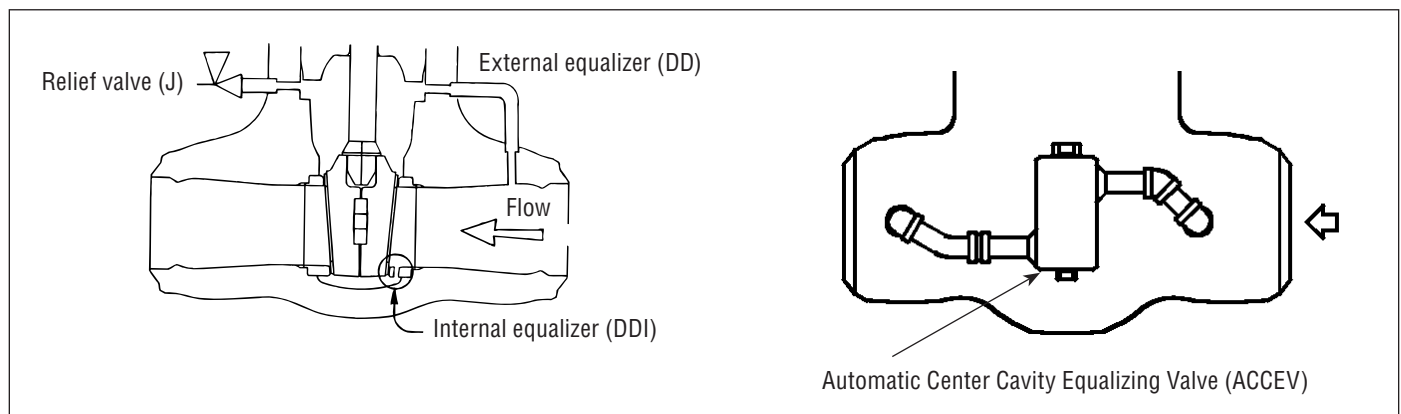 Relief valve (J)
External equalizer (DD)
Flow
Internal equalizer (DDI)
Automatic Center Cavity Equalizing Valve (ACCEV)